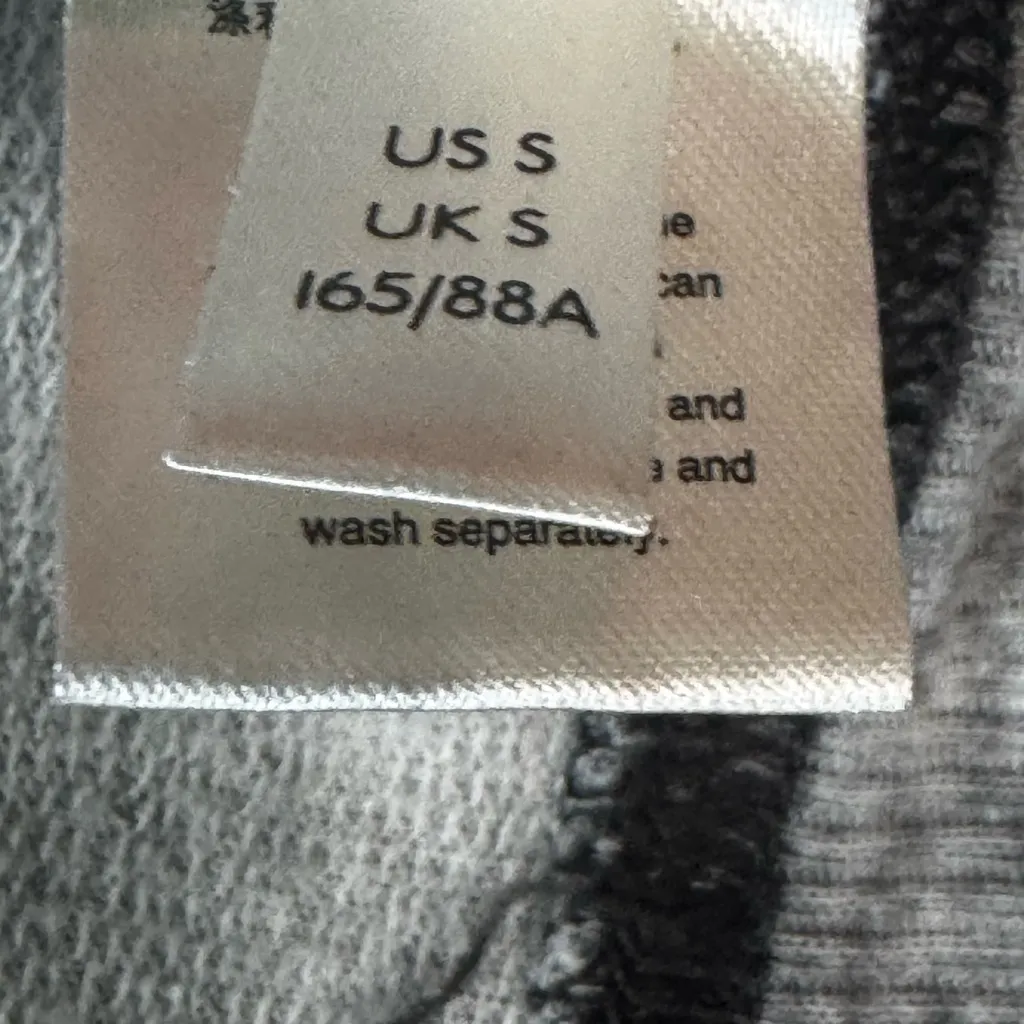 US S
UK S
165/88A
and
and
wash separately.